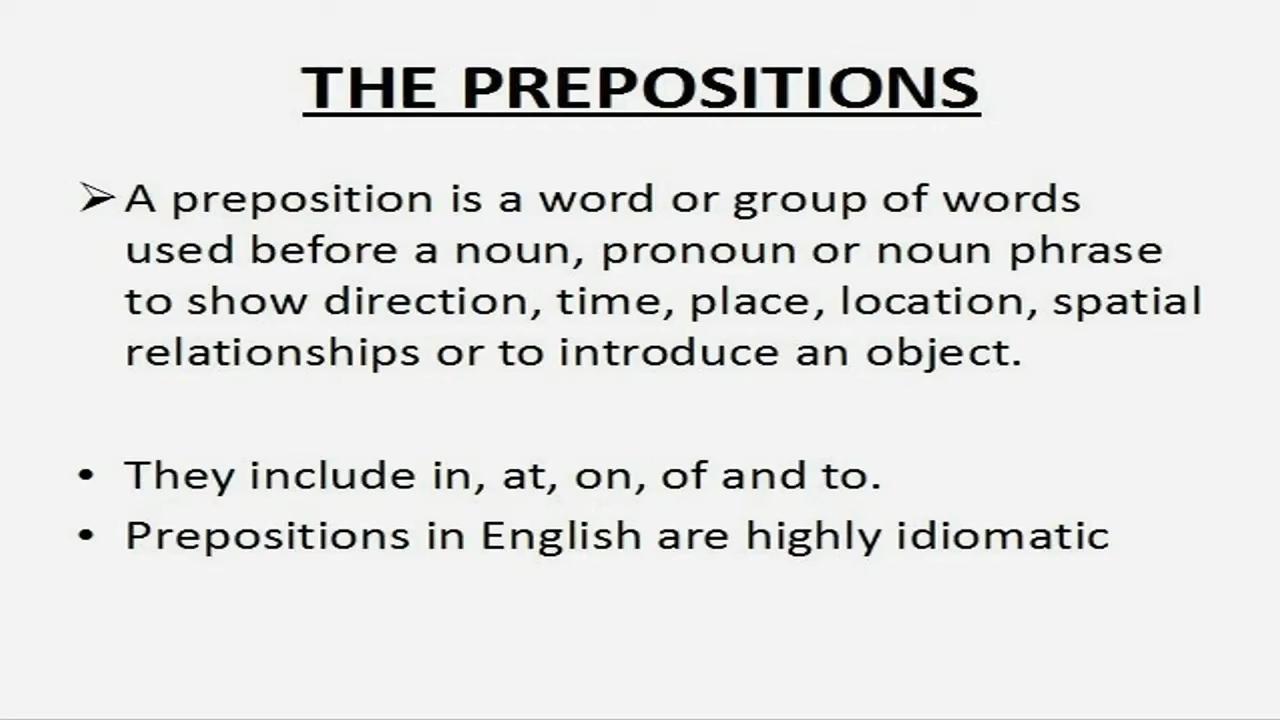 THE PREPOSITIONS
➢ A preposition is a word or group of words
used before a noun, pronoun or noun phrase
to show direction, time, place, location, spatial
relationships or to introduce an object.
• They include in, at, on, of and to.
• Prepositions in English are highly idiomatic